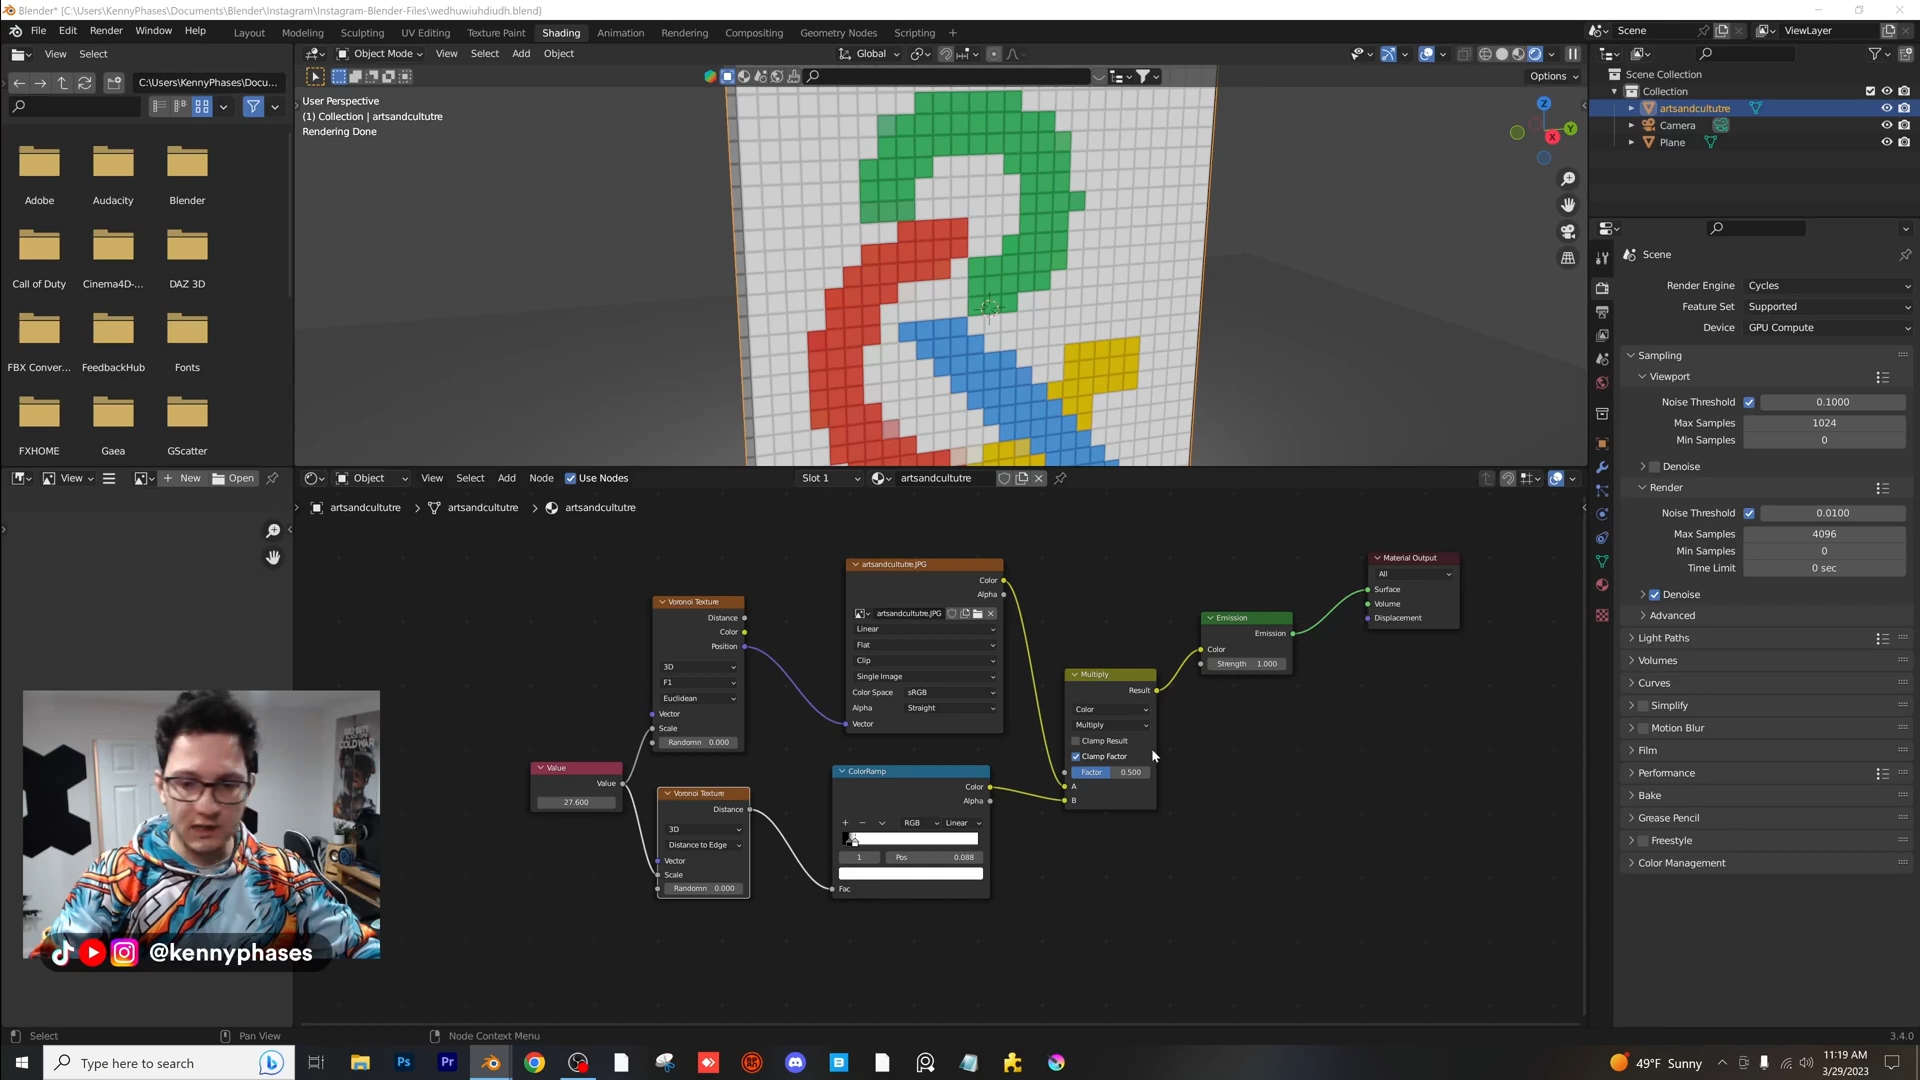 Blender* [C:\Users\KennyPhases\Documents\Blender\Instagram\Instagram-Blender-Files\wedhuwiuhdiudh.blend]
File Edit Render Window Help Layout Modeling Sculpting UV Editing Texture Paint Shading Animation Rendering Compositing Geometry Nodes Scripting + Scene ViewLayer
View Select
Object Mode View Select Add Object Global
C:\Users\KennyPhases\Docu...
Options
User Perspective
(1) Collection | artsandcultutre
Rendering Done
Z
Y
X
Scene Collection
Collection
artsandcultutre
Camera
Plane
Adobe Audacity Blender
Call of Duty Cinema4D-... DAZ 3D
FBX Conver... FeedbackHub Fonts
FXHOME Gaea GScatter
Scene
Render Engine Cycles
Feature Set Supported
Device GPU Compute
Sampling
Viewport
Noise Threshold 0.1000
Max Samples 1024
Min Samples 0
Denoise
Render
Noise Threshold 0.0100
Max Samples 4096
Min Samples 0
Time Limit 0 sec
Denoise
Advanced
Light Paths
Volumes
Curves
Simplify
Motion Blur
Film
Performance
Bake
Grease Pencil
Freestyle
Color Management
View + New Open
Object View Select Add Node Use Nodes Slot 1 artsandcultutre
artsandcultutre > artsandcultutre > artsandcultutre
Voronoi Texture
Distance
Color
Position
3D
F1
Euclidean
Vector
Scale
Randomn 0.000
artsandcultutre.JPG
Color
Alpha
artsandcultutre.JPG
Linear
Flat
Clip
Single Image
Color Space sRGB
Alpha Straight
Vector
Value
Value
27.600
Voronoi Texture
Distance
3D
Distance to Edge
Vector
Scale
Randomn 0.000
ColorRamp
Color
Alpha
RGB Linear
1 Pos 0.088
Fac
Multiply
Result
Color
Multiply
Clamp Result
Clamp Factor
Factor 0.500
A
B
Emission
Emission
Color
Strength 1.000
Material Output
All
Surface
Volume
Displacement
@kennyphases
Select Pan View Node Context Menu 3.4.0
Type here to search
Ps
Pr
49°F Sunny
11:19 AM
3/29/2023